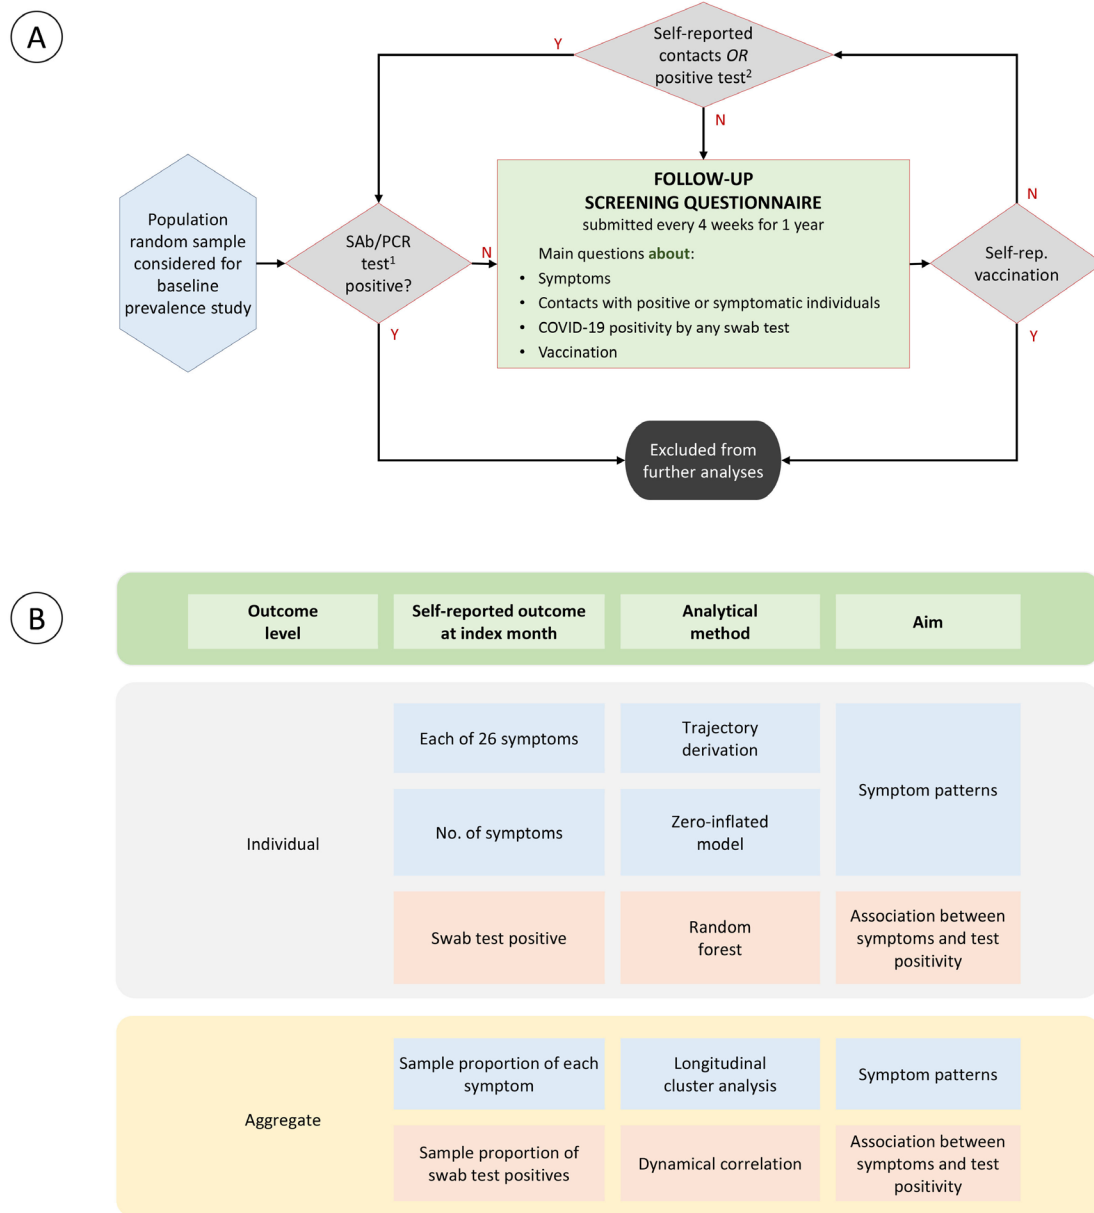 A
Self-reported
contacts OR
positive test²
Y
N
Population
random sample
considered for
baseline
prevalence study
SAb/PCR
test¹
positive?
N
Y
FOLLOW-UP
SCREENING QUESTIONNAIRE
submitted every 4 weeks for 1 year
Main questions about:
• Symptoms
• Contacts with positive or symptomatic individuals
• COVID-19 positivity by any swab test
• Vaccination
N
Self-rep.
vaccination
Y
Excluded from
further analyses
B
Outcome
level
Self-reported outcome
at index month
Analytical
method
Aim
Individual
Each of 26 symptoms
Trajectory
derivation
Symptom patterns
No. of symptoms
Zero-inflated
model
Swab test positive
Random
forest
Association between
symptoms and test
positivity
Aggregate
Sample proportion of each
symptom
Longitudinal
cluster analysis
Symptom patterns
Sample proportion of
swab test positives
Dynamical correlation
Association between
symptoms and test
positivity